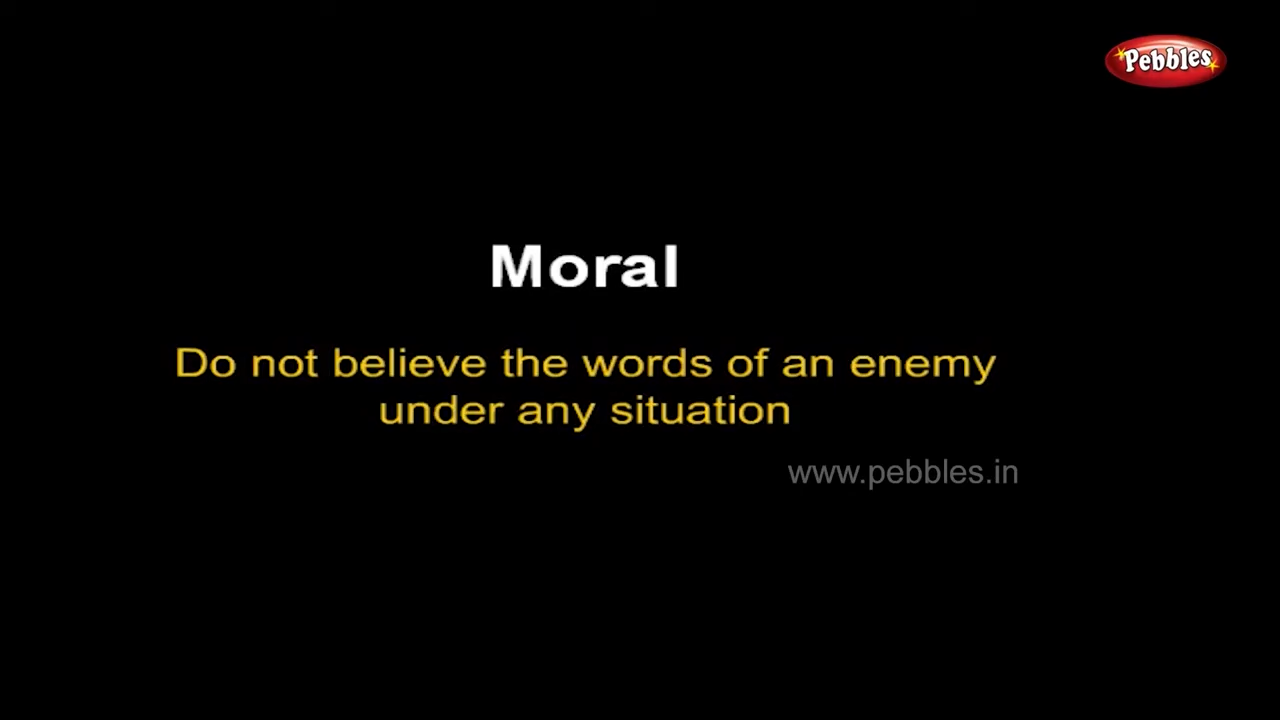 Pebbles
Moral
Do not believe the words of an enemy
under any situation
www.pebbles.in